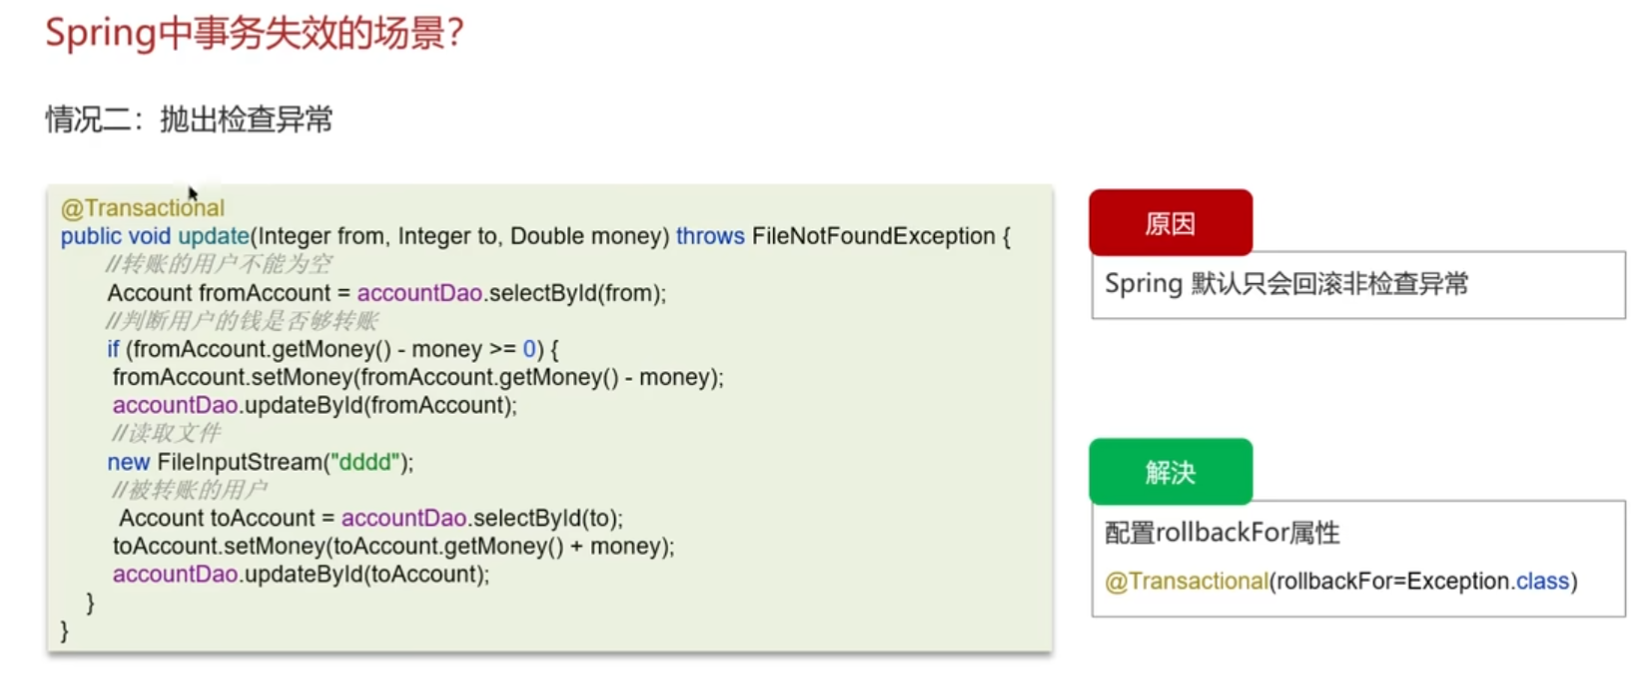 Spring中事务失效的场景？
情况二：抛出检查异常
@Transactional
public void update(Integer from, Integer to, Double money) throws FileNotFoundException {
//转账的用户不能为空
Account fromAccount = accountDao.selectById(from);
//判断用户的钱是否够转账
if (fromAccount.getMoney() - money >= 0) {
fromAccount.setMoney(fromAccount.getMoney() - money);
accountDao.updateById(fromAccount);
//读取文件
new FileInputStream("dddd");
//被转账的用户
Account toAccount = accountDao.selectById(to);
toAccount.setMoney(toAccount.getMoney() + money);
accountDao.updateById(toAccount);
}
}
原因
Spring 默认只会回滚非检查异常
解决
配置rollbackFor属性
@Transactional(rollbackFor=Exception.class)